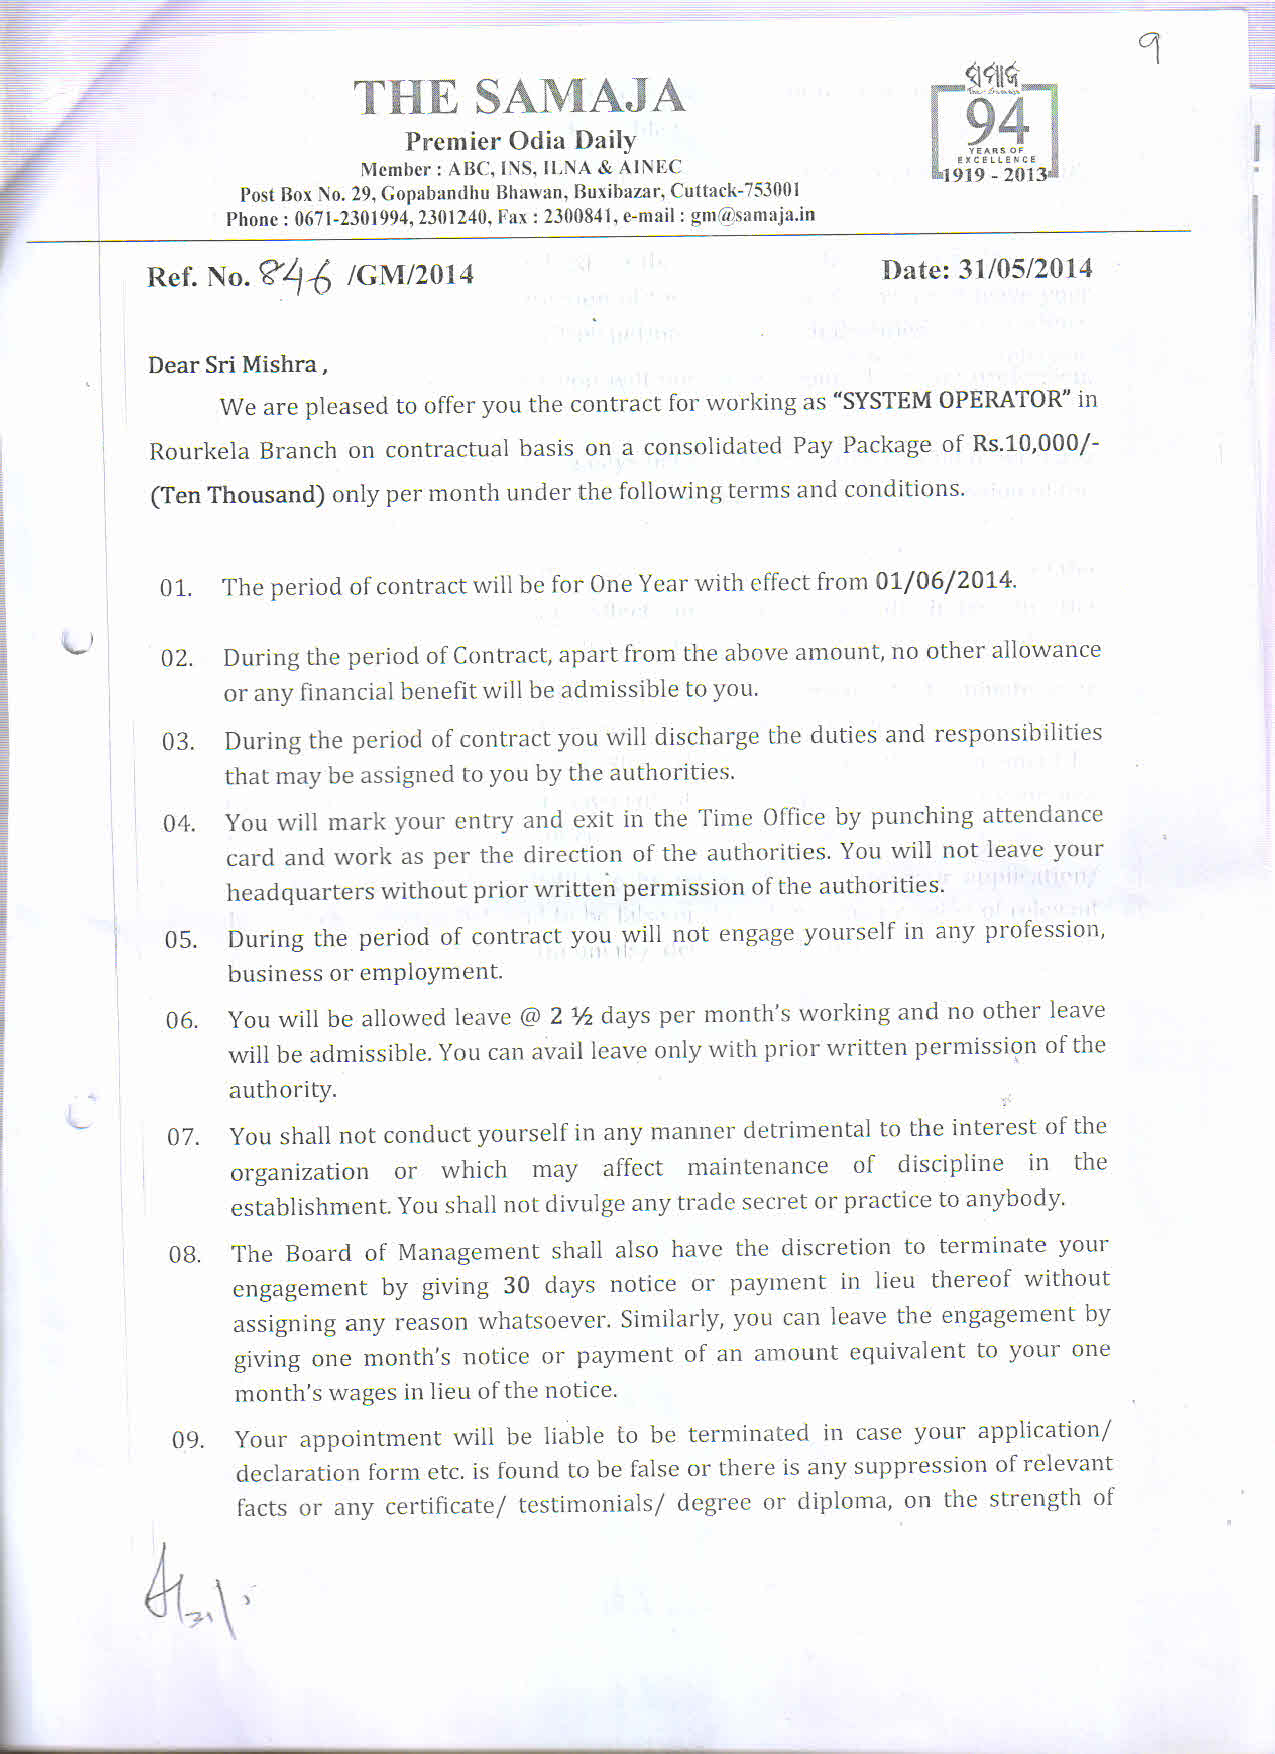 9
THE SAMAJA
Premier Odia Daily
Member : ABC, INS, ILNA & AINEC
Post Box No. 29, Gopabandhu Bhawan, Buxibazar, Cuttack-753001
Phone : 0671-2301994, 2301240, Fax : 2300841, e-mail : gm@samaja.in
ସମାଜ
The Samaja
94
YEARS OF
EXCELLENCE
1919 - 2013
Ref. No. 846 /GM/2014 Date: 31/05/2014
Dear Sri Mishra ,
We are pleased to offer you the contract for working as “SYSTEM OPERATOR” in
Rourkela Branch on contractual basis on a consolidated Pay Package of Rs.10,000/-
(Ten Thousand) only per month under the following terms and conditions.
01. The period of contract will be for One Year with effect from 01/06/2014.
02. During the period of Contract, apart from the above amount, no other allowance
or any financial benefit will be admissible to you.
03. During the period of contract you will discharge the duties and responsibilities
that may be assigned to you by the authorities.
04. You will mark your entry and exit in the Time Office by punching attendance
card and work as per the direction of the authorities. You will not leave your
headquarters without prior written permission of the authorities.
05. During the period of contract you will not engage yourself in any profession,
business or employment.
06. You will be allowed leave @ 2 ½ days per month's working and no other leave
will be admissible. You can avail leave only with prior written permission of the
authority.
07. You shall not conduct yourself in any manner detrimental to the interest of the
organization or which may affect maintenance of discipline in the
establishment. You shall not divulge any trade secret or practice to anybody.
08. The Board of Management shall also have the discretion to terminate your
engagement by giving 30 days notice or payment in lieu thereof without
assigning any reason whatsoever. Similarly, you can leave the engagement by
giving one month's notice or payment of an amount equivalent to your one
month's wages in lieu of the notice.
09. Your appointment will be liable to be terminated in case your application/
declaration form etc. is found to be false or there is any suppression of relevant
facts or any certificate/ testimonials/ degree or diploma, on the strength of